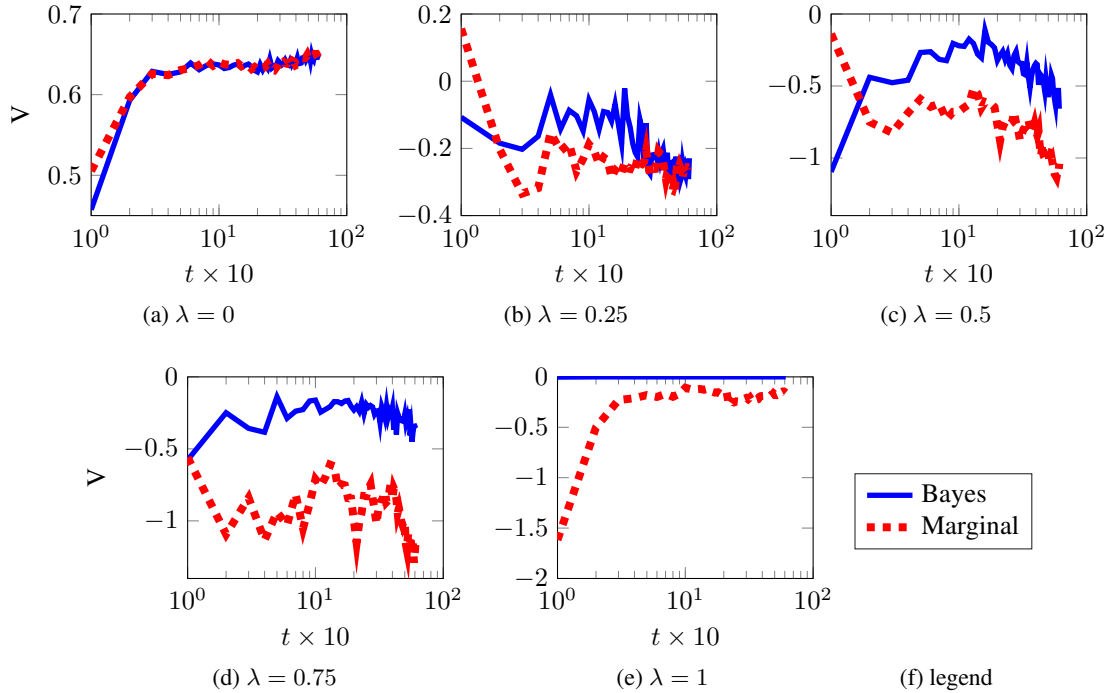 0.7
0.6
0.5
V
10^0
10^1
10^2
t × 10
(a) λ = 0
0.2
0
−0.2
−0.4
10^0
10^1
10^2
t × 10
(b) λ = 0.25
0
−0.5
−1
10^0
10^1
10^2
t × 10
(c) λ = 0.5
0
−0.5
−1
V
10^0
10^1
10^2
t × 10
(d) λ = 0.75
0
−0.5
−1
−1.5
−2
10^0
10^1
10^2
t × 10
(e) λ = 1
Bayes
Marginal
(f) legend